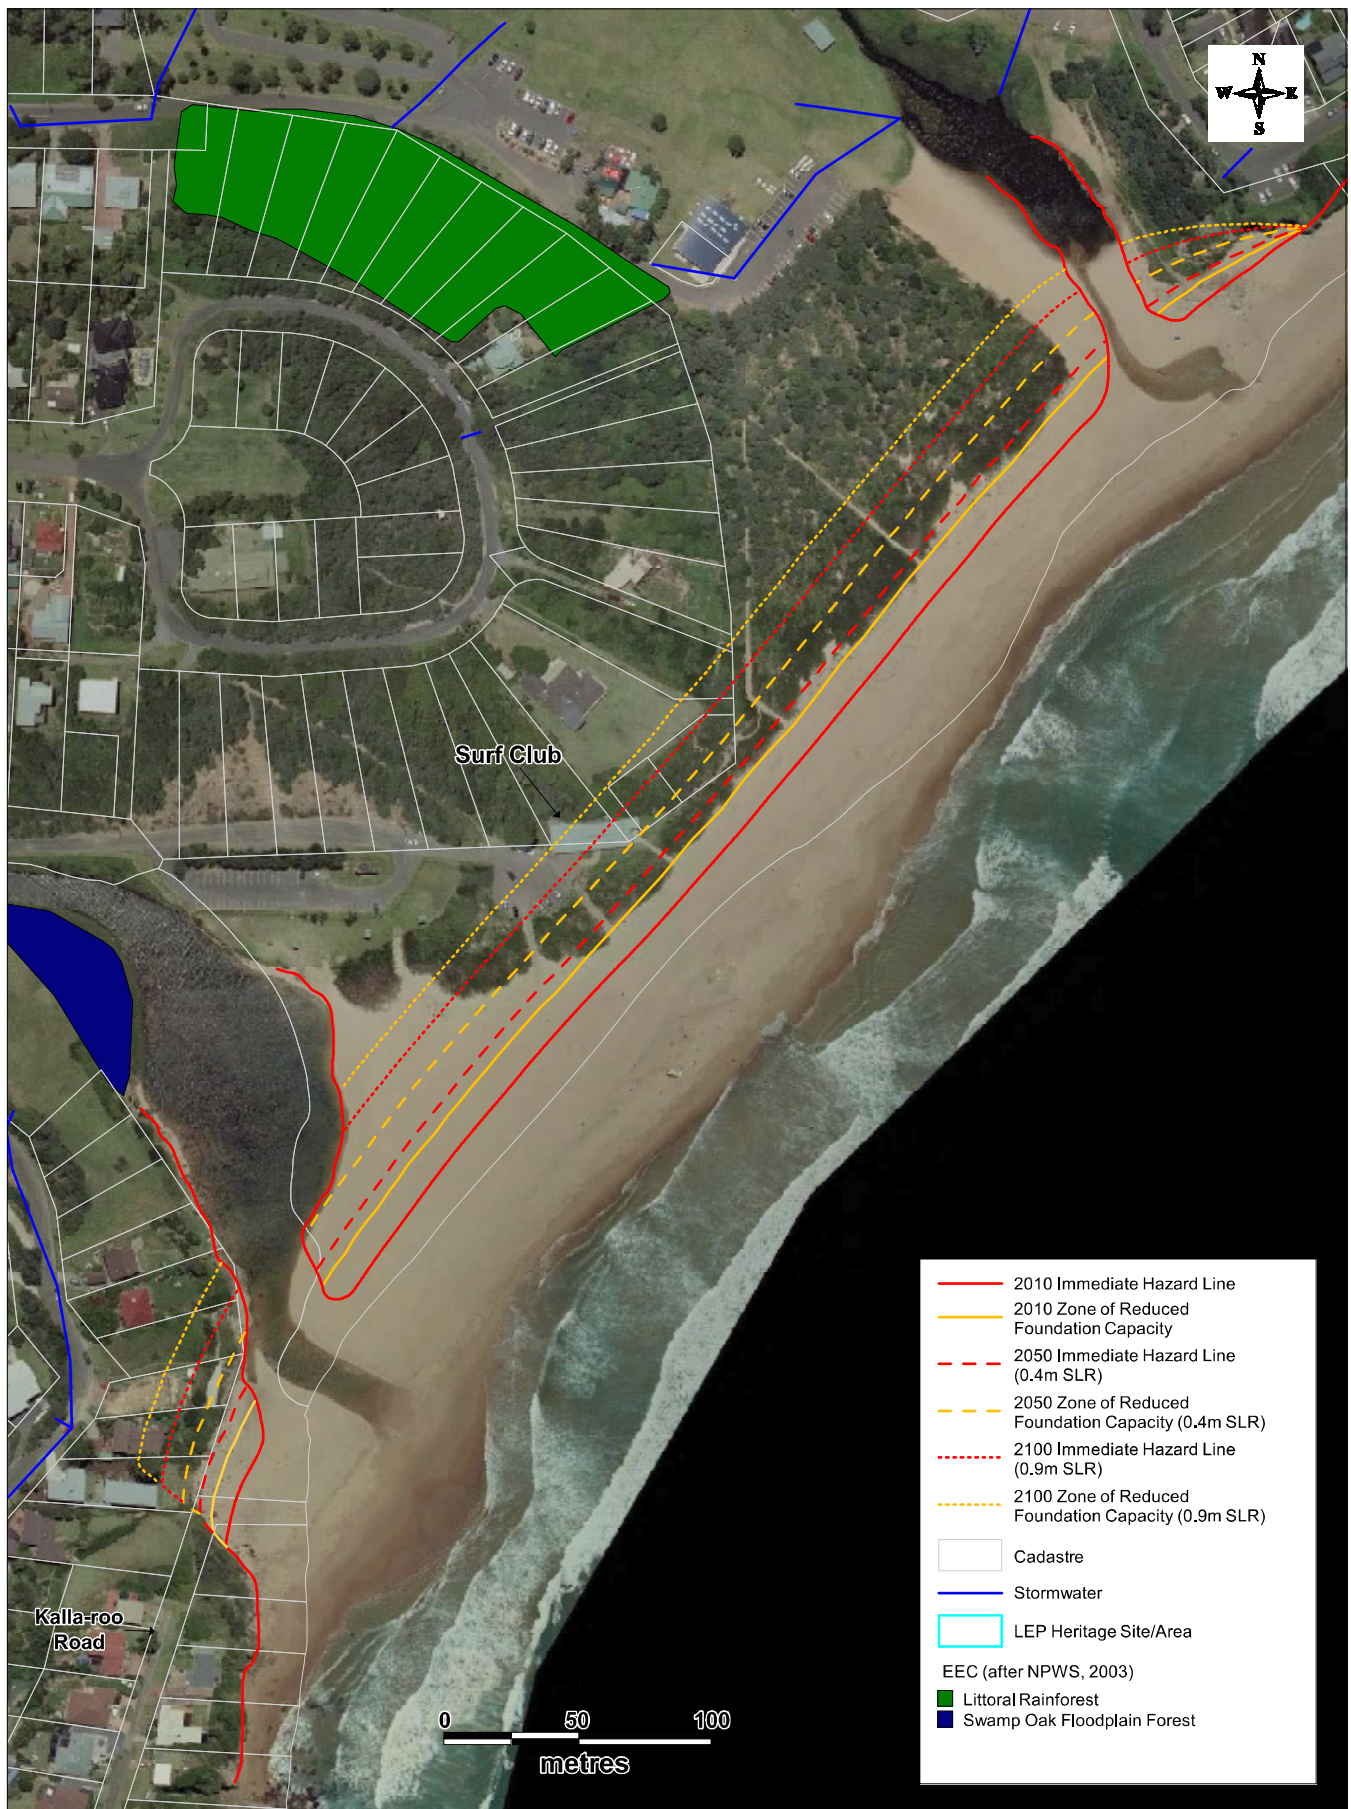 N
W E
S
Surf Club
Kalla-roo
Road
0 50 100
metres
2010 Immediate Hazard Line
2010 Zone of Reduced
Foundation Capacity
2050 Immediate Hazard Line
(0.4m SLR)
2050 Zone of Reduced
Foundation Capacity (0.4m SLR)
2100 Immediate Hazard Line
(0.9m SLR)
2100 Zone of Reduced
Foundation Capacity (0.9m SLR)
Cadastre
Stormwater
LEP Heritage Site/Area
EEC (after NPWS, 2003)
Littoral Rainforest
Swamp Oak Floodplain Forest